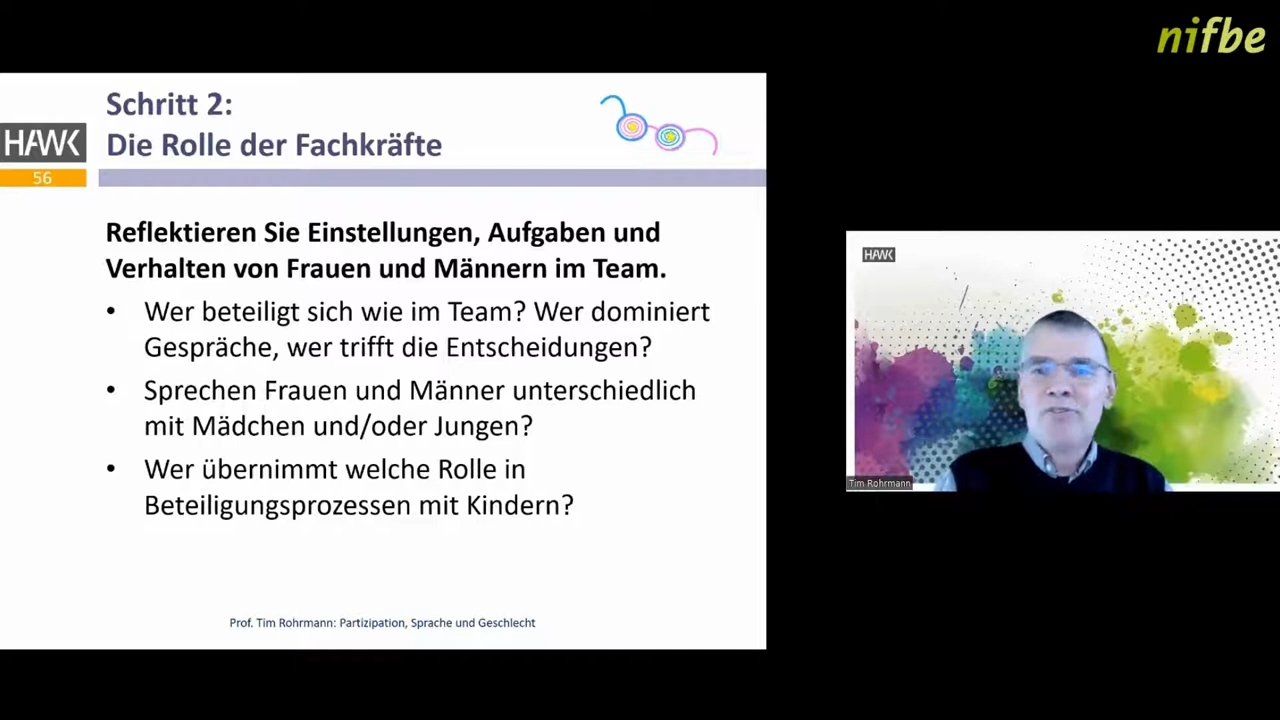 nifbe
Schritt 2:
Die Rolle der Fachkräfte
HAWK
56
Reflektieren Sie Einstellungen, Aufgaben und
Verhalten von Frauen und Männern im Team.
• Wer beteiligt sich wie im Team? Wer dominiert
Gespräche, wer trifft die Entscheidungen?
• Sprechen Frauen und Männer unterschiedlich
mit Mädchen und/oder Jungen?
• Wer übernimmt welche Rolle in
Beteiligungsprozessen mit Kindern?
Prof. Tim Rohrmann: Partizipation, Sprache und Geschlecht
HAWK
Tim Rohrmann